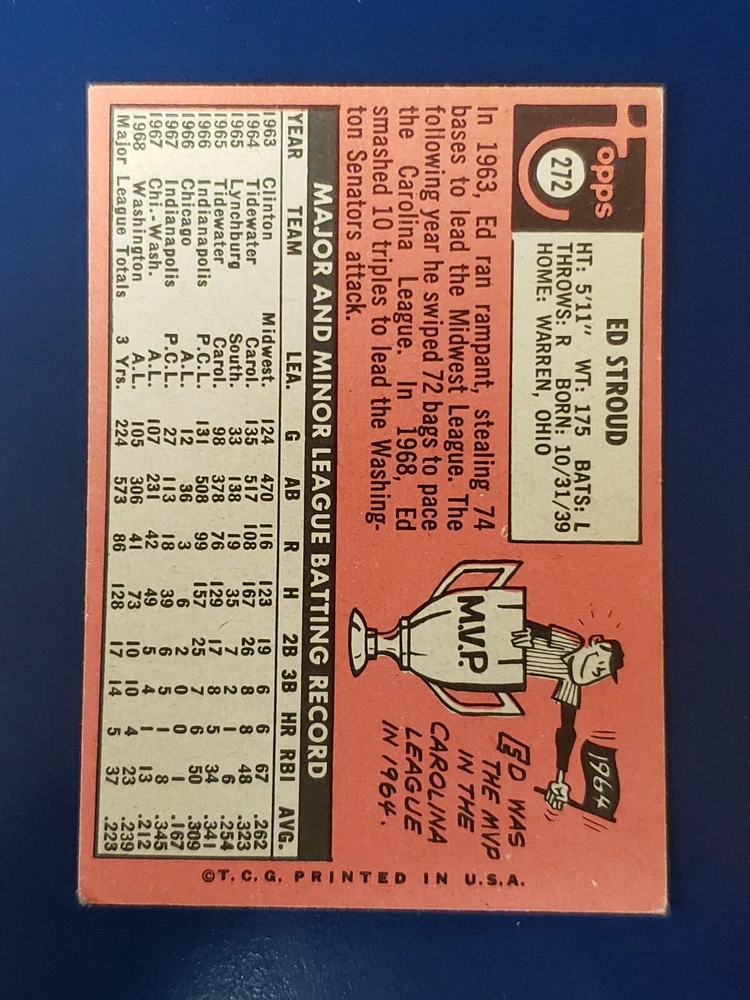 Topps
272
ED STROUD
HT: 5'11" WT: 175 BATS: L
THROWS: R BORN: 10/31/39
HOME: WARREN, OHIO
In 1963, Ed ran rampant, stealing 74
bases to lead the Midwest League. The
following year he swiped 72 bags to pace
the Carolina League. In 1968, Ed
smashed 10 triples to lead the Washing-
ton Senators attack.
1964
M.V.P.
ED WAS
THE MVP
IN THE
CAROLINA
LEAGUE
IN 1964.
MAJOR AND MINOR LEAGUE BATTING RECORD
YEAR TEAM LEA. G AB R H 2B 3B HR RBI AVG.
1963 Clinton Midwest. 124 470 116 123 19 6 6 67 .262
1964 Tidewater Carol. 135 517 108 167 26 8 8 48 .323
1965 Lynchburg South. 33 138 19 35 7 2 1 6 .254
1965 Tidewater Carol. 98 378 76 129 17 8 5 34 .341
1966 Indianapolis P.C.L. 131 508 99 157 25 7 6 50 .309
1966 Chicago A.L. 12 36 3 6 2 0 0 1 .167
1967 Indianapolis P.C.L. 27 113 18 39 6 5 1 8 .345
1967 Chi.-Wash. A.L. 107 231 42 49 5 4 1 13 .212
1968 Washington A.L. 105 306 41 73 10 10 4 23 .239
Major League Totals 3 Yrs. 224 573 86 128 17 14 5 37 .223
©T.C.G. PRINTED IN U.S.A.